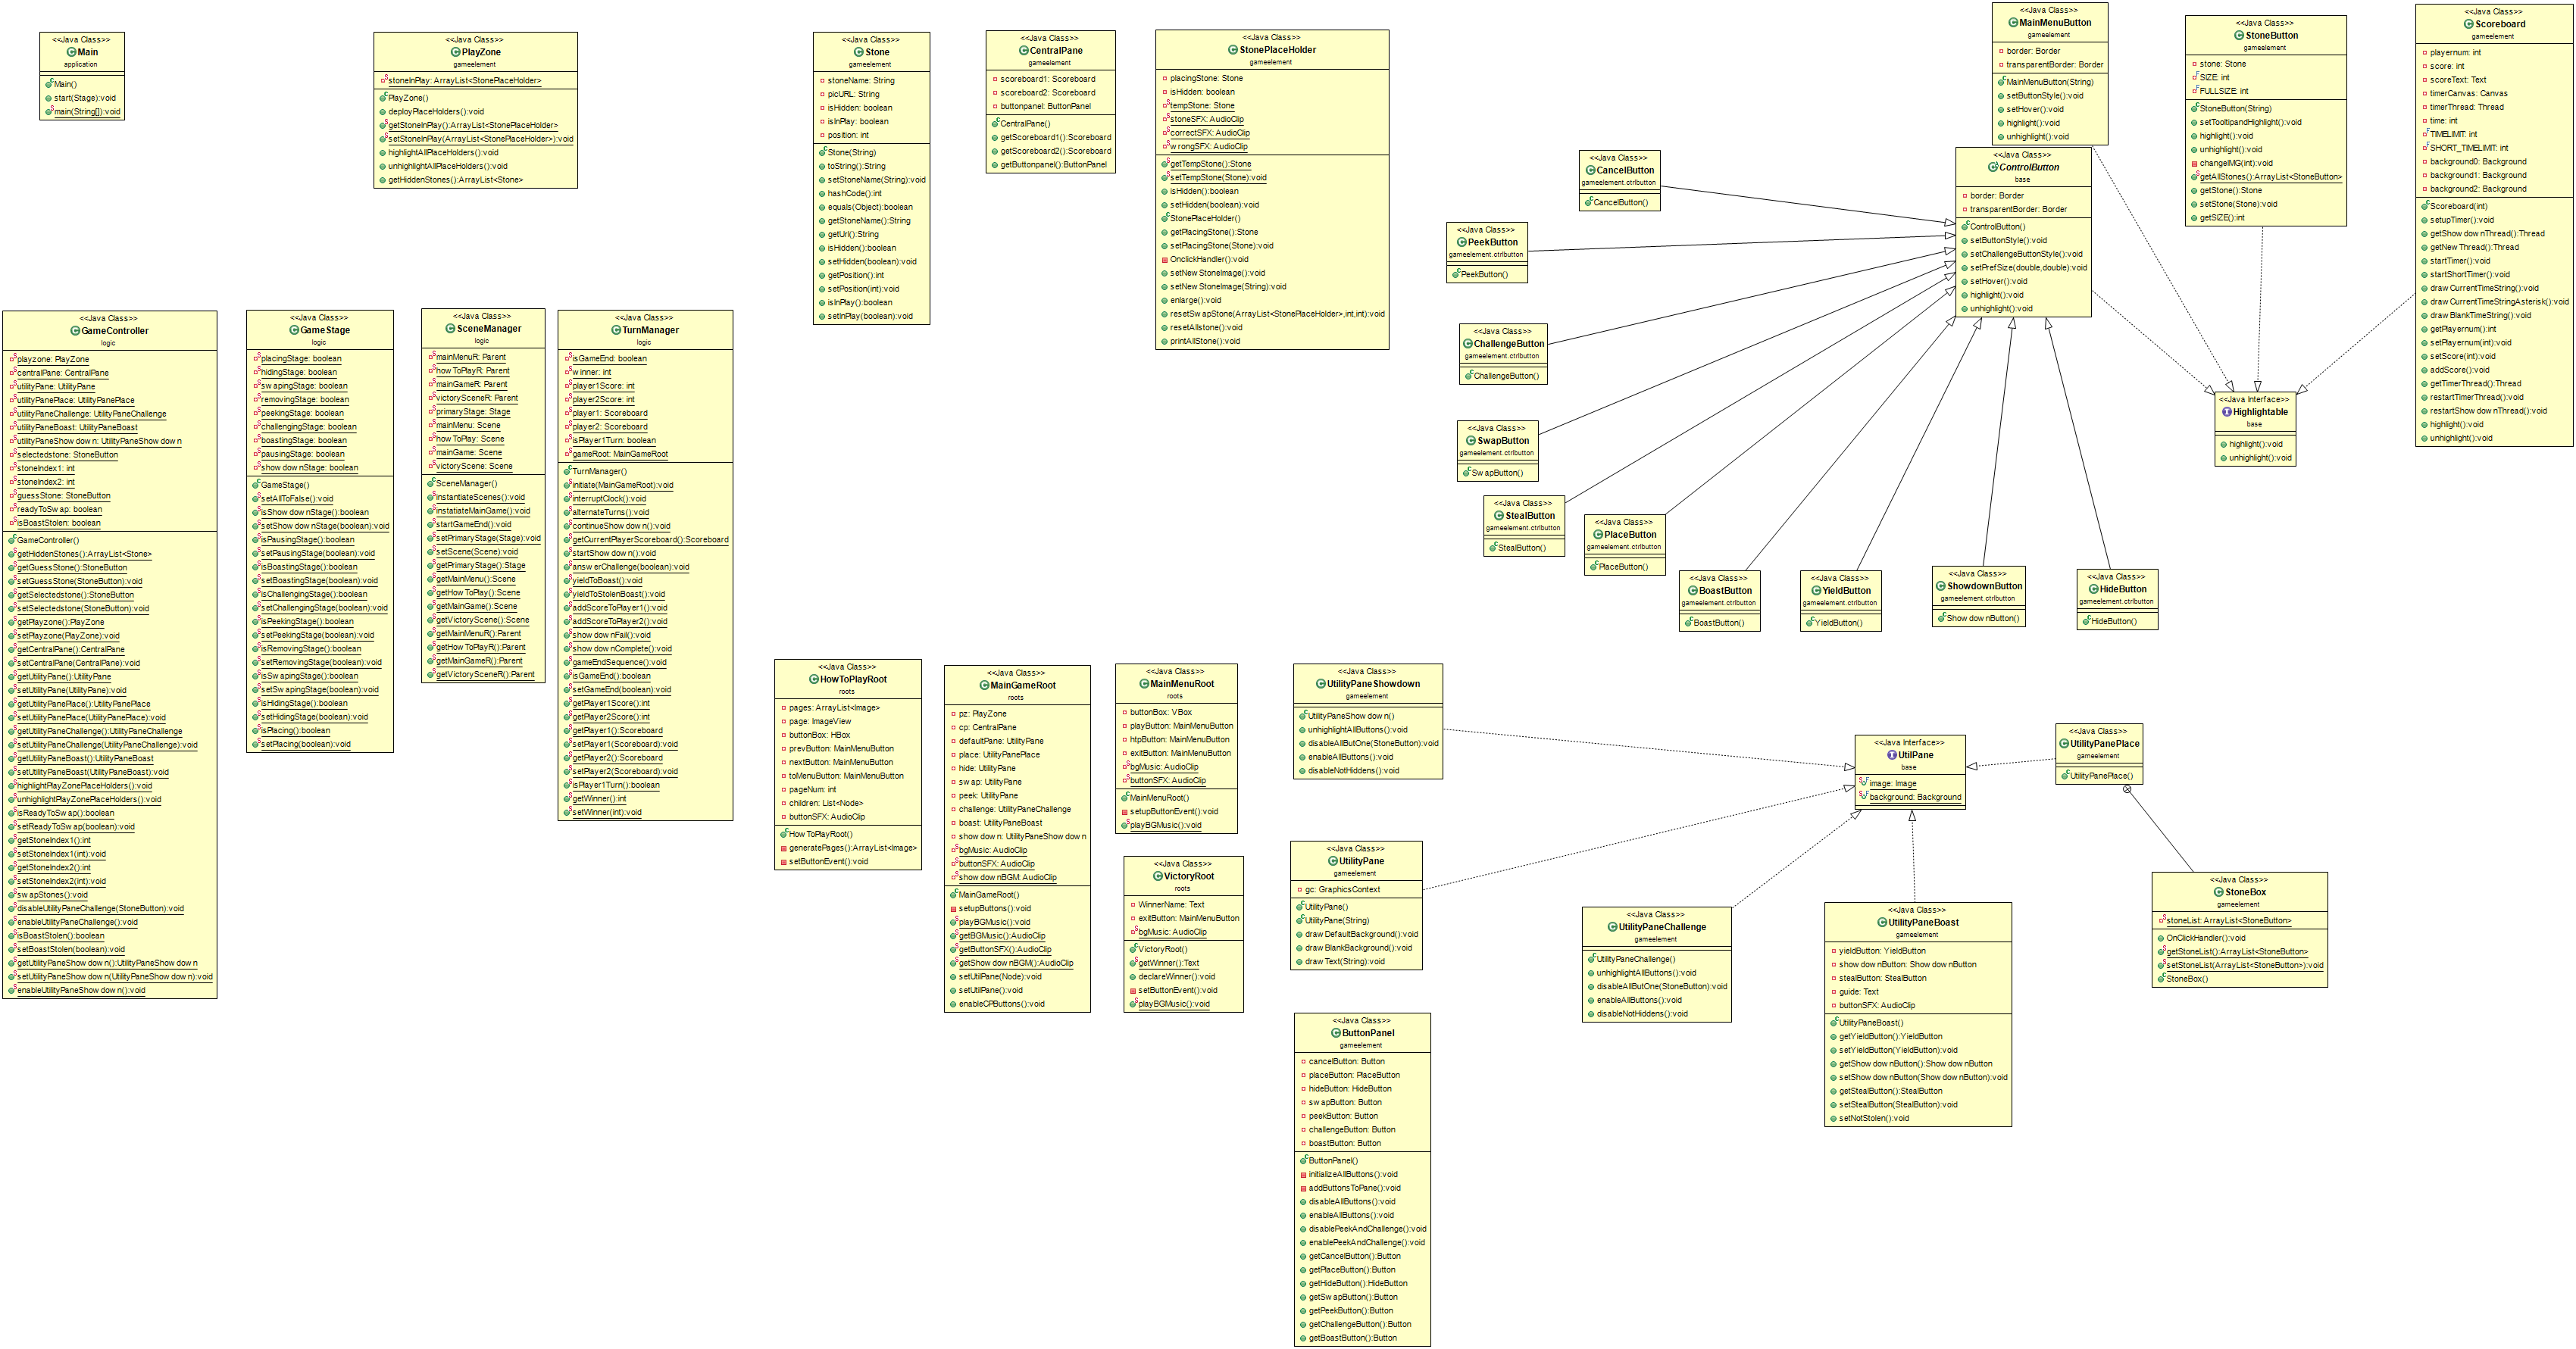 <<Java Class>>
Main
application
Main()
start(Stage):void
main(String[]):void
<<Java Class>>
PlayZone
gameelement
stoneInPlay: ArrayList<StonePlaceHolder>
PlayZone()
deployPlaceHolders():void
getStoneInPlay():ArrayList<StonePlaceHolder>
setStoneInPlay(ArrayList<StonePlaceHolder>):void
highlightAllPlaceHolders():void
unhighlightAllPlaceHolders():void
getHiddenStones():ArrayList<Stone>
<<Java Class>>
Stone
gameelement
stoneName: String
picURL: String
isHidden: boolean
isInPlay: boolean
position: int
Stone(String)
toString():String
setStoneName(String):void
hashCode():int
equals(Object):boolean
getStoneName():String
getUrl():String
isHidden():boolean
setHidden(boolean):void
getPosition():int
setPosition(int):void
isInPlay():boolean
setInPlay(boolean):void
<<Java Class>>
CentralPane
gameelement
scoreboard1: Scoreboard
scoreboard2: Scoreboard
buttonpanel: ButtonPanel
CentralPane()
getScoreboard1():Scoreboard
getScoreboard2():Scoreboard
getButtonpanel():ButtonPanel
<<Java Class>>
StonePlaceHolder
gameelement
placingStone: Stone
isHidden: boolean
tempStone: Stone
stoneSFX: AudioClip
correctSFX: AudioClip
wrongSFX: AudioClip
getTempStone():Stone
setTempStone(Stone):void
isHidden():boolean
setHidden(boolean):void
StonePlaceHolder()
getPlacingStone():Stone
setPlacingStone(Stone):void
OnclickHandler():void
setNewStoneImage():void
setNewStoneImage(String):void
enlarge():void
resetSwapStone(ArrayList<StonePlaceHolder>,int,int):void
resetAllstone():void
printAllStone():void
<<Java Class>>
MainMenuButton
gameelement
border: Border
transparentBorder: Border
MainMenuButton(String)
setButtonStyle():void
setHover():void
highlight():void
unhighlight():void
<<Java Class>>
StoneButton
gameelement
stone: Stone
SIZE: int
FULLSIZE: int
StoneButton(String)
setTooltipandHighlight():void
highlight():void
unhighlight():void
changeIMG(int):void
getAllStones():ArrayList<StoneButton>
getStone():Stone
setStone(Stone):void
getSIZE():int
<<Java Class>>
Scoreboard
gameelement
playernum: int
score: int
scoreText: Text
timerCanvas: Canvas
timerThread: Thread
time: int
TIMELIMIT: int
SHORT_TIMELIMIT: int
background0: Background
background1: Background
background2: Background
Scoreboard(int)
setupTimer():void
getShowdownThread():Thread
getNewThread():Thread
startTimer():void
startShortTimer():void
drawCurrentTimeString():void
drawCurrentTimeStringAsterisk():void
drawBlankTimeString():void
getPlayernum():int
setPlayernum(int):void
setScore(int):void
addScore():void
getTimerThread():Thread
restartTimerThread():void
restartShowdownThread():void
highlight():void
unhighlight():void
<<Java Class>>
ControlButton
base
border: Border
transparentBorder: Border
ControlButton()
setButtonStyle():void
setChallengeButtonStyle():void
setPrefSize(double,double):void
setHover():void
highlight():void
unhighlight():void
<<Java Class>>
CancelButton
gameelement.ctrlbutton
CancelButton()
<<Java Class>>
PeekButton
gameelement.ctrlbutton
PeekButton()
<<Java Class>>
ChallengeButton
gameelement.ctrlbutton
ChallengeButton()
<<Java Class>>
SwapButton
gameelement.ctrlbutton
SwapButton()
<<Java Class>>
StealButton
gameelement.ctrlbutton
StealButton()
<<Java Class>>
PlaceButton
gameelement.ctrlbutton
PlaceButton()
<<Java Class>>
BoastButton
gameelement.ctrlbutton
BoastButton()
<<Java Class>>
YieldButton
gameelement.ctrlbutton
YieldButton()
<<Java Class>>
ShowdownButton
gameelement.ctrlbutton
ShowdownButton()
<<Java Class>>
HideButton
gameelement.ctrlbutton
HideButton()
<<Java Interface>>
Highlightable
base
highlight():void
unhighlight():void
<<Java Class>>
GameController
logic
playzone: PlayZone
centralPane: CentralPane
utilityPane: UtilityPane
utilityPanePlace: UtilityPanePlace
utilityPaneChallenge: UtilityPaneChallenge
utilityPaneBoast: UtilityPaneBoast
utilityPaneShowdown: UtilityPaneShowdown
selectedstone: StoneButton
stoneIndex1: int
stoneIndex2: int
guessStone: StoneButton
readyToSwap: boolean
isBoastStolen: boolean
GameController()
getHiddenStones():ArrayList<Stone>
getGuessStone():StoneButton
setGuessStone(StoneButton):void
getSelectedstone():StoneButton
setSelectedstone(StoneButton):void
getPlayzone():PlayZone
setPlayzone(PlayZone):void
getCentralPane():CentralPane
setCentralPane(CentralPane):void
getUtilityPane():UtilityPane
setUtilityPane(UtilityPane):void
getUtilityPanePlace():UtilityPanePlace
setUtilityPanePlace(UtilityPanePlace):void
getUtilityPaneChallenge():UtilityPaneChallenge
setUtilityPaneChallenge(UtilityPaneChallenge):void
getUtilityPaneBoast():UtilityPaneBoast
setUtilityPaneBoast(UtilityPaneBoast):void
highlightPlayZonePlaceHolders():void
unhighlightPlayZonePlaceHolders():void
isReadyToSwap():boolean
setReadyToSwap(boolean):void
getStoneIndex1():int
setStoneIndex1(int):void
getStoneIndex2():int
setStoneIndex2(int):void
swapStones():void
disableUtilityPaneChallenge(StoneButton):void
enableUtilityPaneChallenge():void
isBoastStolen():boolean
setBoastStolen(boolean):void
getUtilityPaneShowdown():UtilityPaneShowdown
setUtilityPaneShowdown(UtilityPaneShowdown):void
enableUtilityPaneShowdown():void
<<Java Class>>
GameStage
logic
placingStage: boolean
hidingStage: boolean
swapingStage: boolean
removingStage: boolean
peekingStage: boolean
challengingStage: boolean
boastingStage: boolean
pausingStage: boolean
showdownStage: boolean
GameStage()
setAllToFalse():void
isShowdownStage():boolean
setShowdownStage(boolean):void
isPausingStage():boolean
setPausingStage(boolean):void
isBoastingStage():boolean
setBoastingStage(boolean):void
isChallengingStage():boolean
setChallengingStage(boolean):void
isPeekingStage():boolean
setPeekingStage(boolean):void
isRemovingStage():boolean
setRemovingStage(boolean):void
isSwapingStage():boolean
setSwapingStage(boolean):void
isHidingStage():boolean
setHidingStage(boolean):void
isPlacing():boolean
setPlacing(boolean):void
<<Java Class>>
SceneManager
logic
mainMenuR: Parent
howToPlayR: Parent
mainGameR: Parent
victorySceneR: Parent
primaryStage: Stage
mainMenu: Scene
howToPlay: Scene
mainGame: Scene
victoryScene: Scene
SceneManager()
instantiateScenes():void
instatiateMainGame():void
startGameEnd():void
setPrimaryStage(Stage):void
setScene(Scene):void
getPrimaryStage():Stage
getMainMenu():Scene
getHowToPlay():Scene
getMainGame():Scene
getVictoryScene():Scene
getMainMenuR():Parent
getHowToPlayR():Parent
getMainGameR():Parent
getVictorySceneR():Parent
<<Java Class>>
TurnManager
logic
isGameEnd: boolean
winner: int
player1Score: int
player2Score: int
player1: Scoreboard
player2: Scoreboard
isPlayer1Turn: boolean
gameRoot: MainGameRoot
TurnManager()
initiate(MainGameRoot):void
interruptClock():void
alternateTurns():void
continueShowdown():void
getCurrentPlayerScoreboard():Scoreboard
startShowdown():void
answerChallenge(boolean):void
yieldToBoast():void
yieldToStolenBoast():void
addScoreToPlayer1():void
addScoreToPlayer2():void
showdownFail():void
showdownComplete():void
gameEndSequence():void
isGameEnd():boolean
setGameEnd(boolean):void
getPlayer1Score():int
getPlayer2Score():int
getPlayer1():Scoreboard
setPlayer1(Scoreboard):void
getPlayer2():Scoreboard
setPlayer2(Scoreboard):void
isPlayer1Turn():boolean
getWinner():int
setWinner(int):void
<<Java Class>>
HowToPlayRoot
roots
pages: ArrayList<Image>
page: ImageView
buttonBox: HBox
prevButton: MainMenuButton
nextButton: MainMenuButton
toMenuButton: MainMenuButton
pageNum: int
children: List<Node>
buttonSFX: AudioClip
HowToPlayRoot()
generatePages():ArrayList<Image>
setButtonEvent():void
<<Java Class>>
MainGameRoot
roots
pz: PlayZone
cp: CentralPane
defaultPane: UtilityPane
place: UtilityPanePlace
hide: UtilityPane
swap: UtilityPane
peek: UtilityPane
challenge: UtilityPaneChallenge
boast: UtilityPaneBoast
showdown: UtilityPaneShowdown
bgMusic: AudioClip
buttonSFX: AudioClip
showdownBGM: AudioClip
MainGameRoot()
setupButtons():void
playBGMusic():void
getBGMusic():AudioClip
getButtonSFX():AudioClip
getShowdownBGM():AudioClip
setUtilPane(Node):void
setUtilPane():void
enableCPButtons():void
<<Java Class>>
MainMenuRoot
roots
buttonBox: VBox
playButton: MainMenuButton
htpButton: MainMenuButton
exitButton: MainMenuButton
bgMusic: AudioClip
buttonSFX: AudioClip
MainMenuRoot()
setupButtonEvent():void
playBGMusic():void
<<Java Class>>
VictoryRoot
roots
WinnerName: Text
exitButton: MainMenuButton
bgMusic: AudioClip
VictoryRoot()
getWinner():Text
declareWinner():void
setButtonEvent():void
playBGMusic():void
<<Java Class>>
UtilityPaneShowdown
gameelement
UtilityPaneShowdown()
unhighlightAllButtons():void
disableAllButOne(StoneButton):void
enableAllButtons():void
disableNotHiddens():void
<<Java Class>>
UtilityPane
gameelement
gc: GraphicsContext
UtilityPane()
UtilityPane(String)
drawDefaultBackground():void
drawBlankBackground():void
drawText(String):void
<<Java Class>>
ButtonPanel
gameelement
cancelButton: Button
placeButton: PlaceButton
hideButton: HideButton
swapButton: Button
peekButton: Button
challengeButton: Button
boastButton: Button
ButtonPanel()
initializeAllButtons():void
addButtonsToPane():void
disableAllButtons():void
enableAllButtons():void
disablePeekAndChallenge():void
enablePeekAndChallenge():void
getCancelButton():Button
getPlaceButton():Button
getHideButton():HideButton
getSwapButton():Button
getPeekButton():Button
getChallengeButton():Button
getBoastButton():Button
<<Java Class>>
UtilityPaneChallenge
gameelement
UtilityPaneChallenge()
unhighlightAllButtons():void
disableAllButOne(StoneButton):void
enableAllButtons():void
disableNotHiddens():void
<<Java Interface>>
UtilPane
base
image: Image
background: Background
<<Java Class>>
UtilityPaneBoast
gameelement
yieldButton: YieldButton
showdownButton: ShowdownButton
stealButton: StealButton
guide: Text
buttonSFX: AudioClip
UtilityPaneBoast()
getYieldButton():YieldButton
setYieldButton(YieldButton):void
getShowdownButton():ShowdownButton
setShowdownButton(ShowdownButton):void
getStealButton():StealButton
setStealButton(StealButton):void
setNotStolen():void
<<Java Class>>
UtilityPanePlace
gameelement
UtilityPanePlace()
<<Java Class>>
StoneBox
gameelement
stoneList: ArrayList<StoneButton>
OnClickHandler():void
getStoneList():ArrayList<StoneButton>
setStoneList(ArrayList<StoneButton>):void
StoneBox()